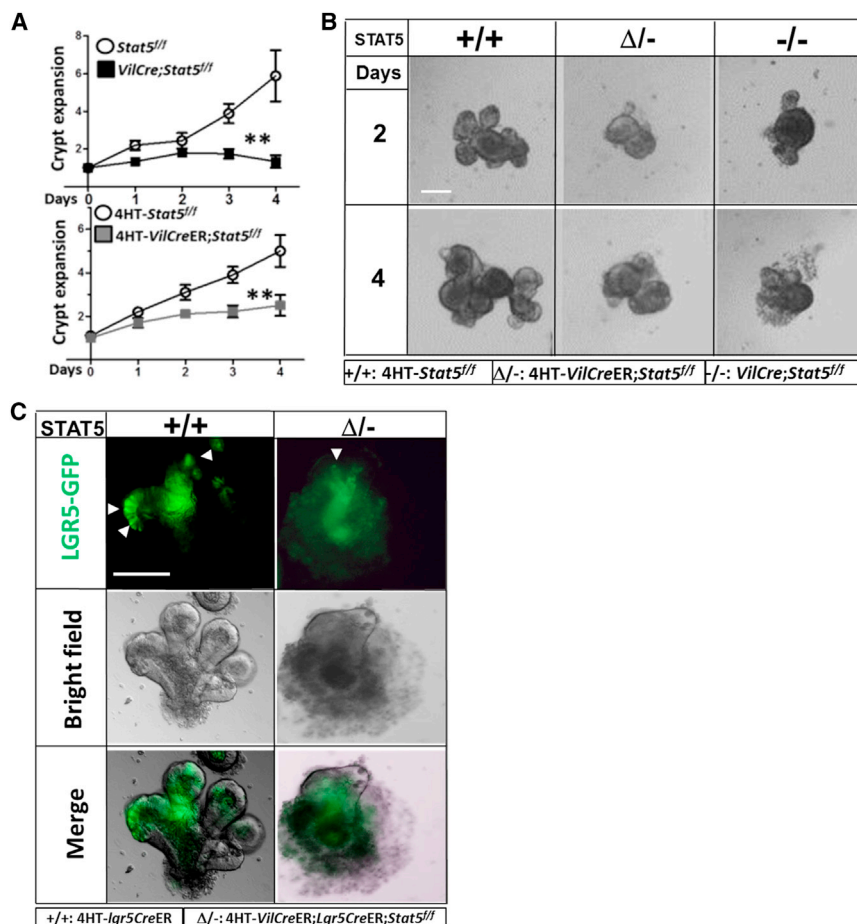 A
Crypt expansion
8
6
4
2
Stat5f/f
VilCre;Stat5f/f
**
Days 0 1 2 3 4
Crypt expansion
6
4
2
4HT-Stat5f/f
4HT-VilCreER;Stat5f/f
**
Days 0 1 2 3 4
B
STAT5 +/+ Δ/- -/-
Days
2
4
+/+: 4HT-Stat5f/f Δ/-: 4HT-VilCreER;Stat5f/f -/-: VilCre;Stat5f/f
C
STAT5 +/+ Δ/-
LGR5-GFP
Bright field
Merge
+/+: 4HT-lgr5CreER Δ/-: 4HT-VilCreER;Lgr5CreER;Stat5f/f